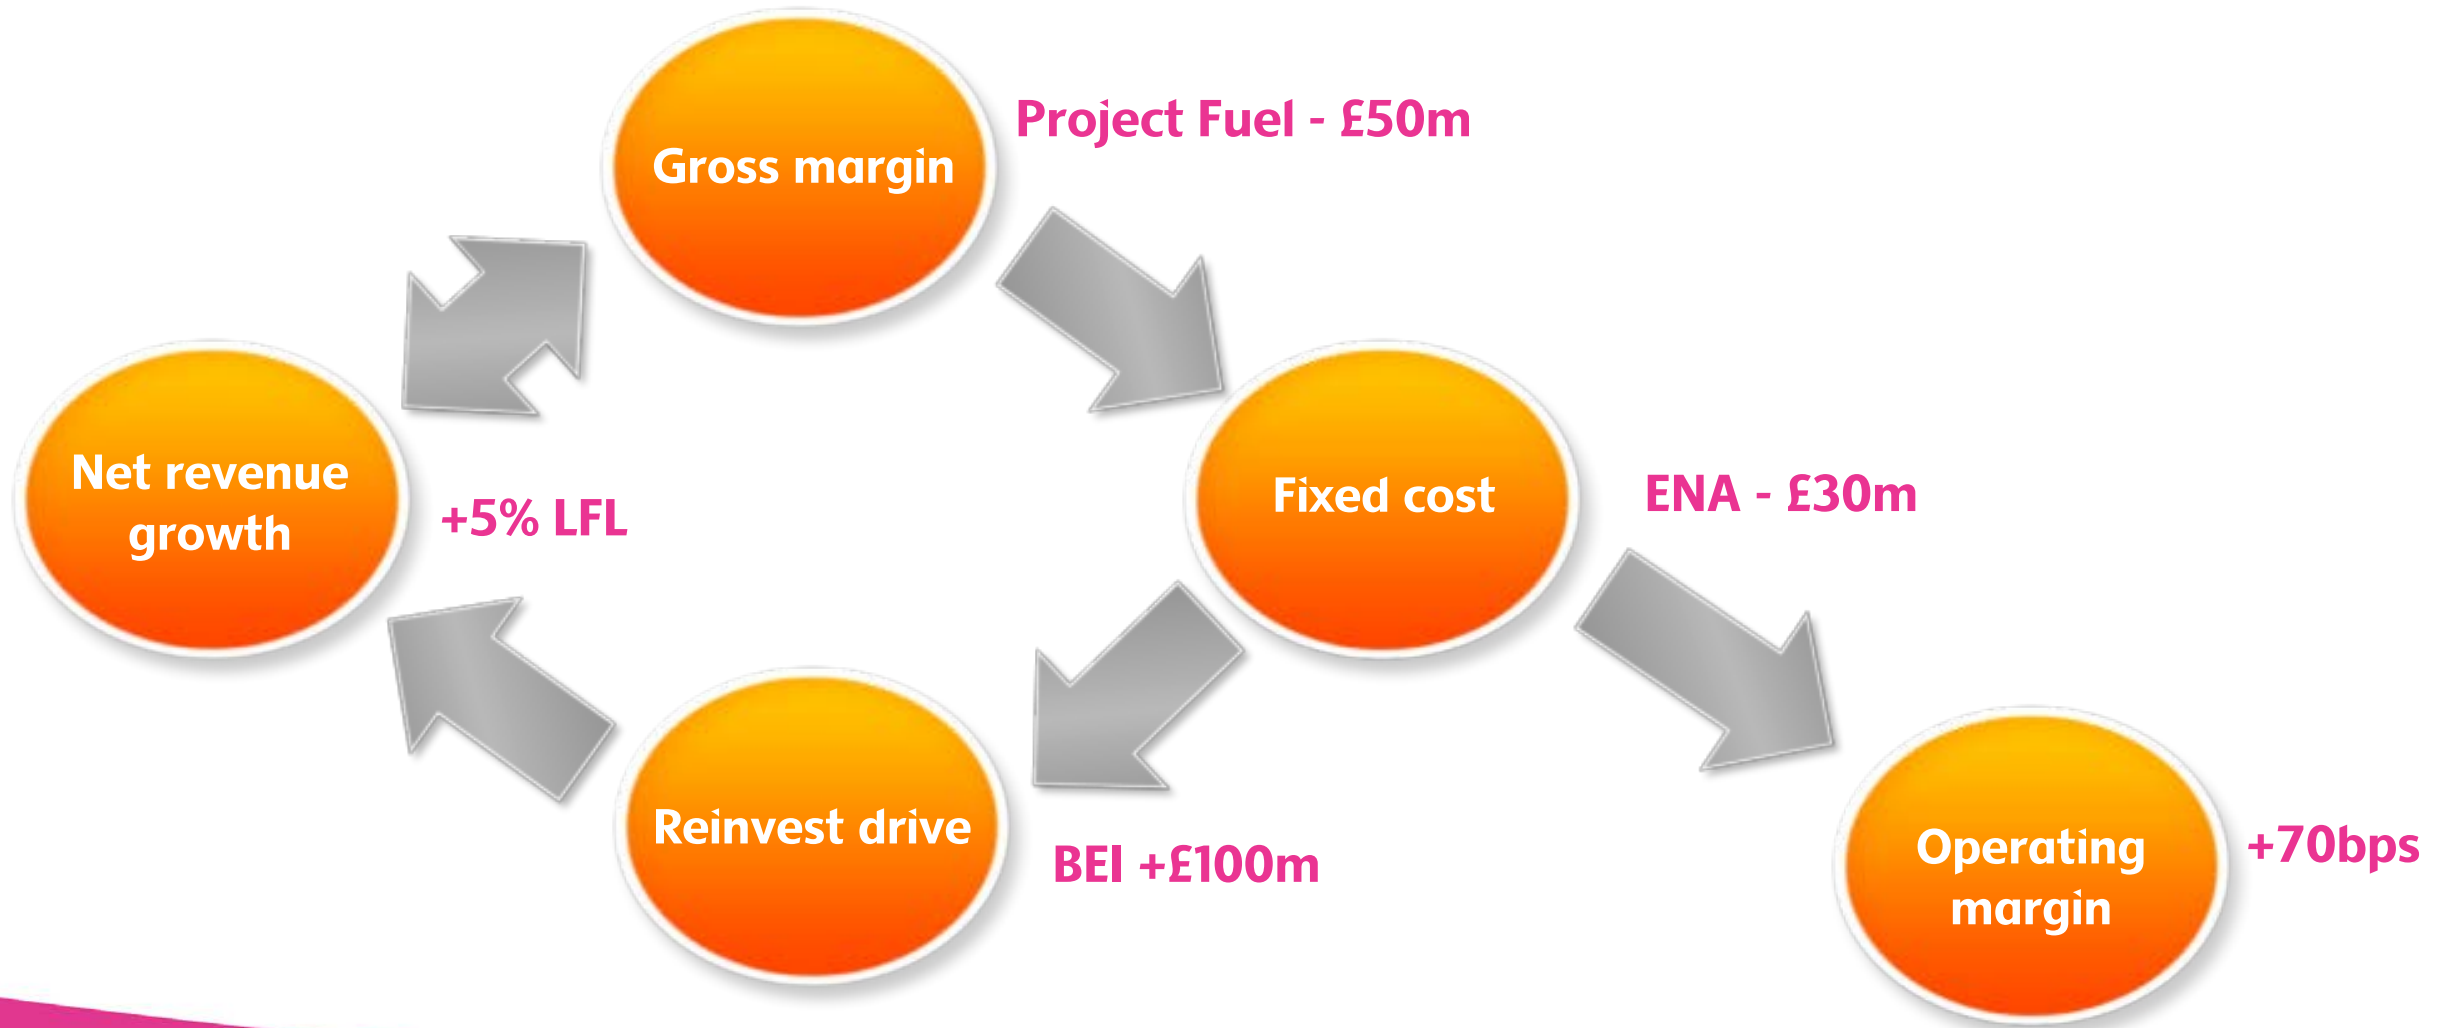 Gross margin
Project Fuel - £50m
Net revenue
growth
+5% LFL
Fixed cost
ENA - £30m
Reinvest drive
BEI +£100m
Operating
margin
+70bps